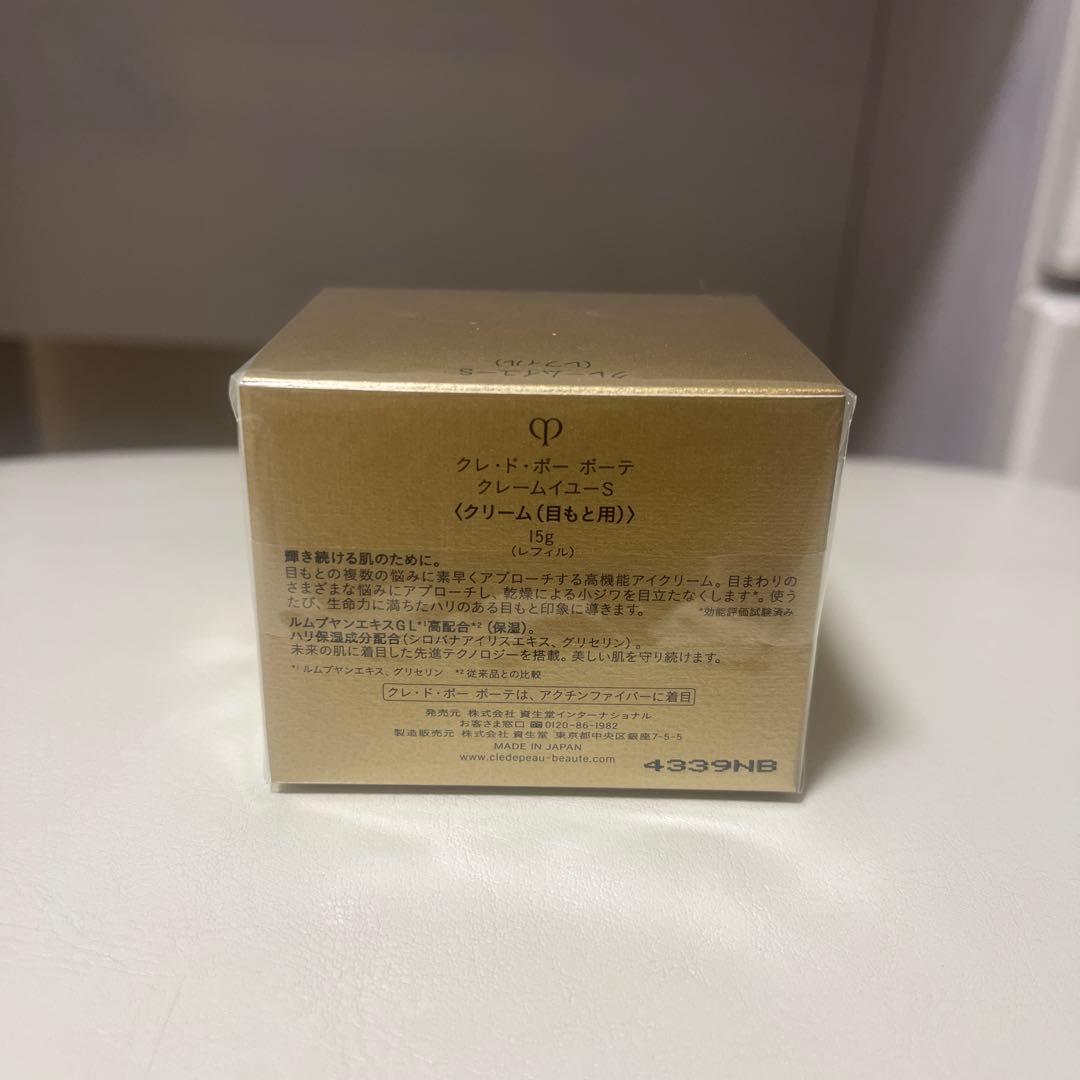 クレームイユーS
(レフィル)
クレ・ド・ポー ボーテ
クレームイユーS
〈クリーム(目もと用)〉
15g
(レフィル)
輝き続ける肌のために。
目もとの複数の悩みに素早くアプローチする高機能アイクリーム。目まわりの
さまざまな悩みにアプローチし、乾燥による小ジワを目立たなくします*。使う
たび、生命力に満ちたハリのある目もと印象に導きます。 *効能評価試験済み
ルムプヤンエキスGL*1高配合*2(保湿)。
ハリ保湿成分配合(シロバナアイリスエキス、グリセリン)。
未来の肌に着目した先進テクノロジーを搭載。美しい肌を守り続けます。
*1 ルムプヤンエキス、グリセリン *2 従来品との比較
クレ・ド・ポー ボーテは、アクチンファイバーに着目
発売元 株式会社 資生堂インターナショナル
お客さま窓口 0120-86-1982
製造販売元 株式会社 資生堂 東京都中央区銀座7-5-5
MADE IN JAPAN
www.cledepeau-beaute.com
4339NB